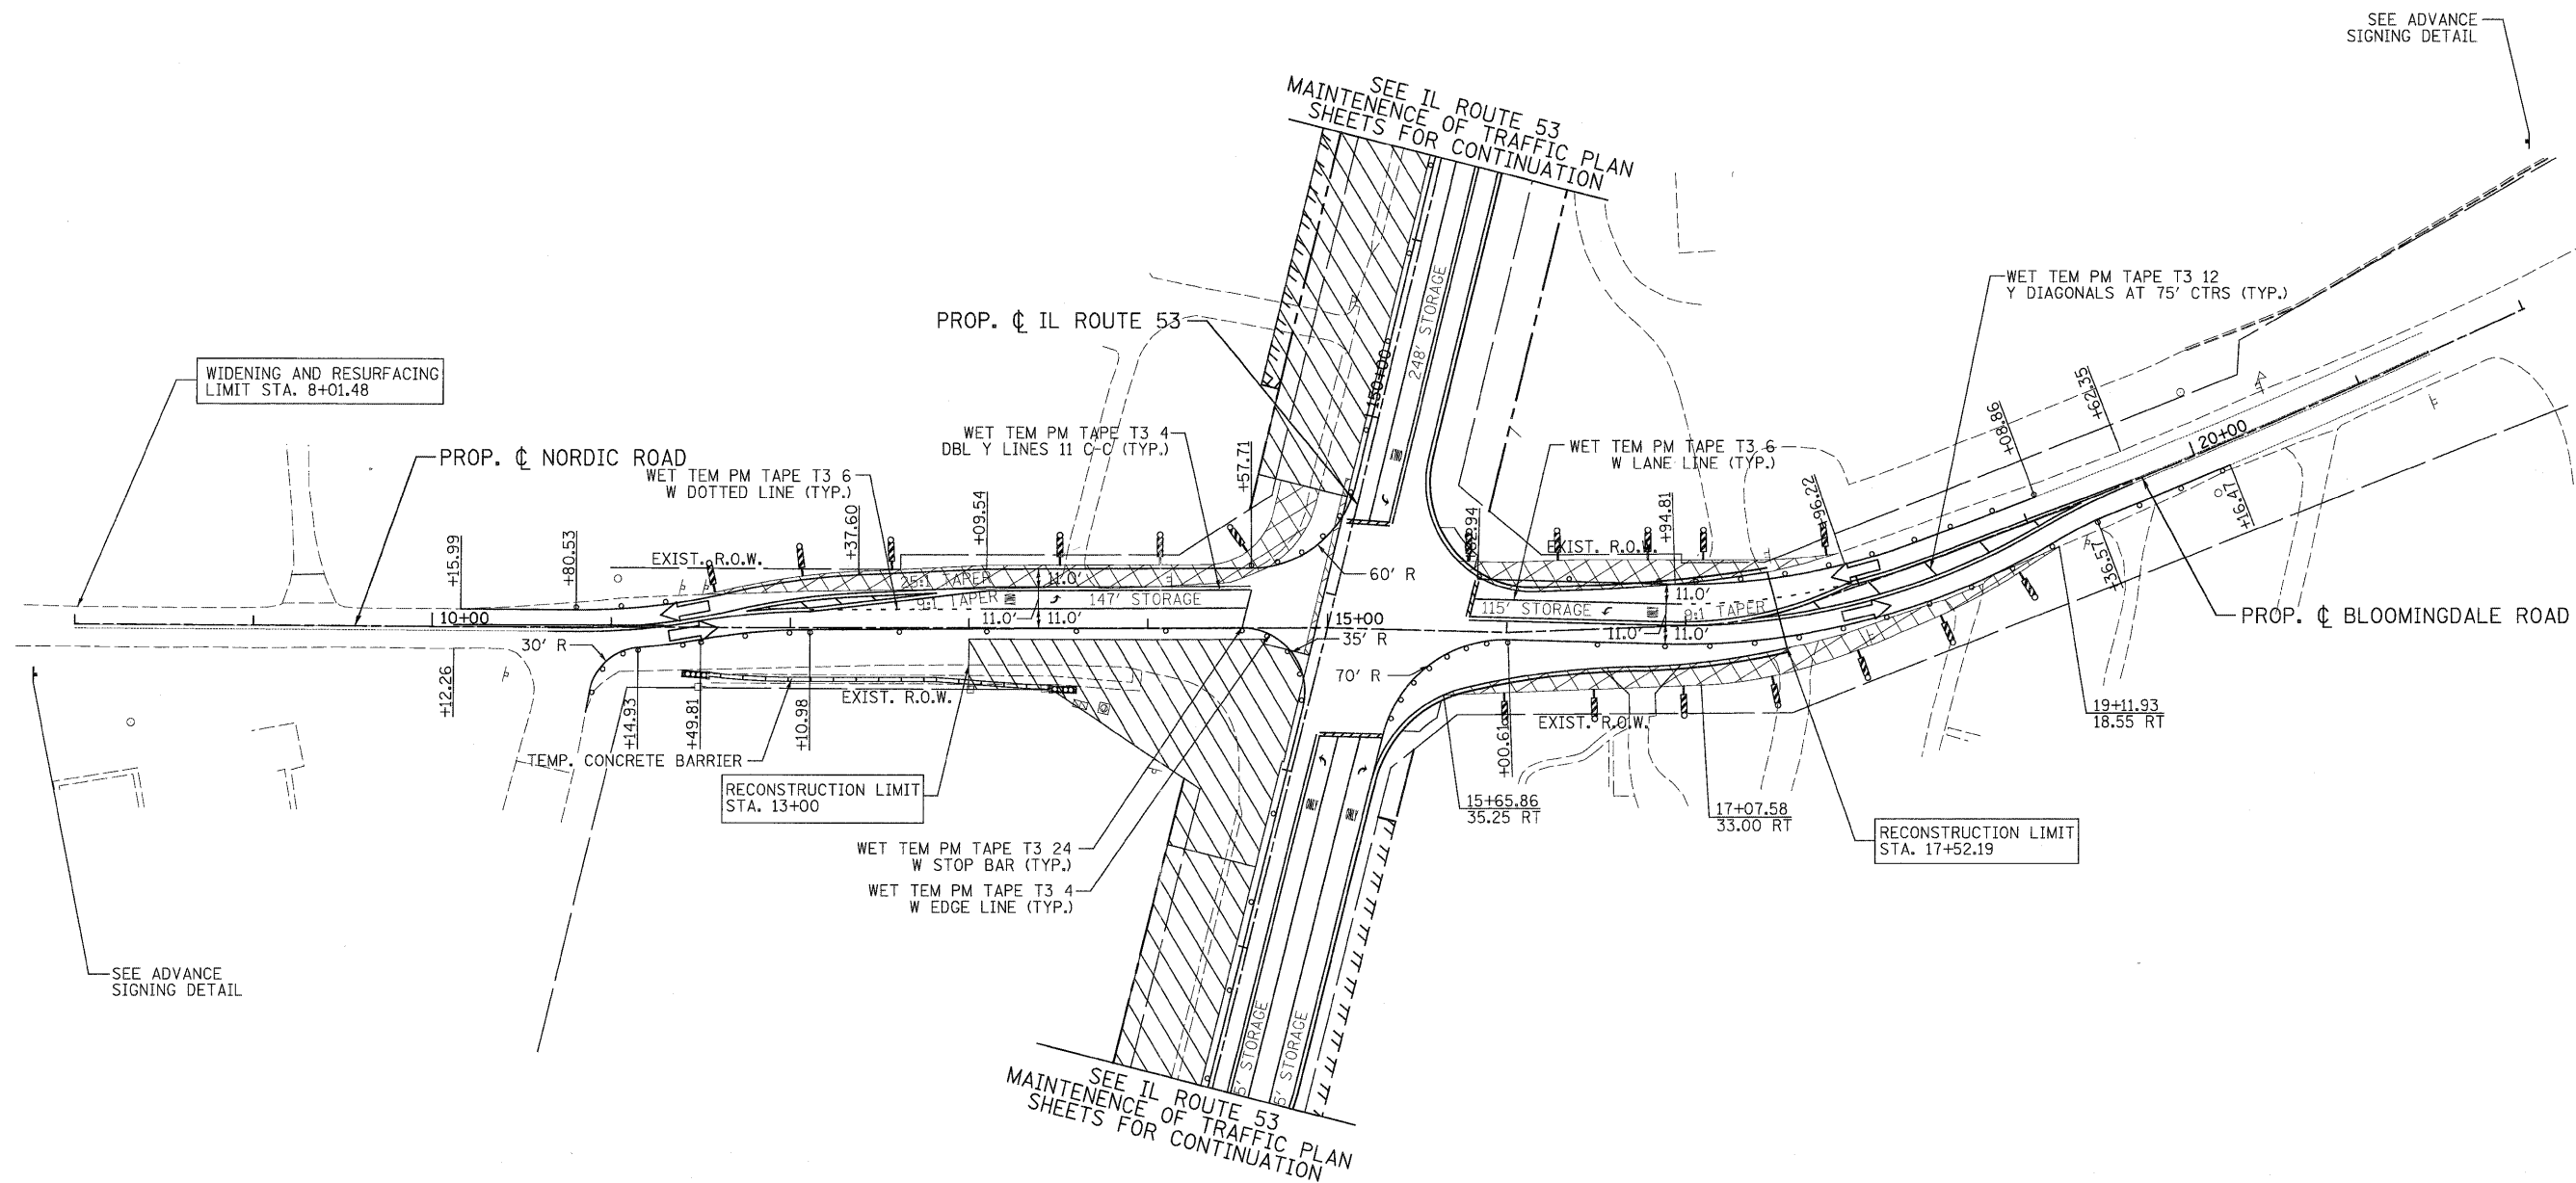 SEE ADVANCE
SIGNING DETAIL
SEE IL ROUTE 53
MAINTENENCE OF TRAFFIC PLAN
SHEETS FOR CONTINUATION
WET TEM PM TAPE T3 12
Y DIAGONALS AT 75' CTRS (TYP.)
PROP. ℄ IL ROUTE 53
248' STORAGE
150+00
WIDENING AND RESURFACING
LIMIT STA. 8+01.48
PROP. ℄ NORDIC ROAD
WET TEM PM TAPE T3 6
W DOTTED LINE (TYP.)
WET TEM PM TAPE T3 4
DBL Y LINES 11 C-C (TYP.)
WET TEM PM TAPE T3 6
W LANE LINE (TYP.)
+08.86
+62.35
20+00
+57.71
+15.99
+80.53
+37.60
+09.54
+94.81
+96.22
+16.47
+36.57
EXIST. R.O.W.
EXIST. R.O.W.
25:1 TAPER
11.0'
9:1 TAPER
147' STORAGE
11.0'
11.0'
60' R
115' STORAGE
11.0'
TAPER
11.0'
11.0'
10+00
15+00
PROP. ℄ BLOOMINGDALE ROAD
30' R
35' R
70' R
+12.26
+14.93
+49.81
+10.98
+00.61
EXIST. R.O.W.
EXIST. R.O.W.
19+11.93
18.55 RT
TEMP. CONCRETE BARRIER
RECONSTRUCTION LIMIT
STA. 13+00
ONLY
ONLY
15+65.86
35.25 RT
17+07.58
33.00 RT
RECONSTRUCTION LIMIT
STA. 17+52.19
WET TEM PM TAPE T3 24
W STOP BAR (TYP.)
WET TEM PM TAPE T3 4
W EDGE LINE (TYP.)
SEE ADVANCE
SIGNING DETAIL
5' STORAGE
5' STORAGE
SEE IL ROUTE 53
MAINTENENCE OF TRAFFIC PLAN
SHEETS FOR CONTINUATION